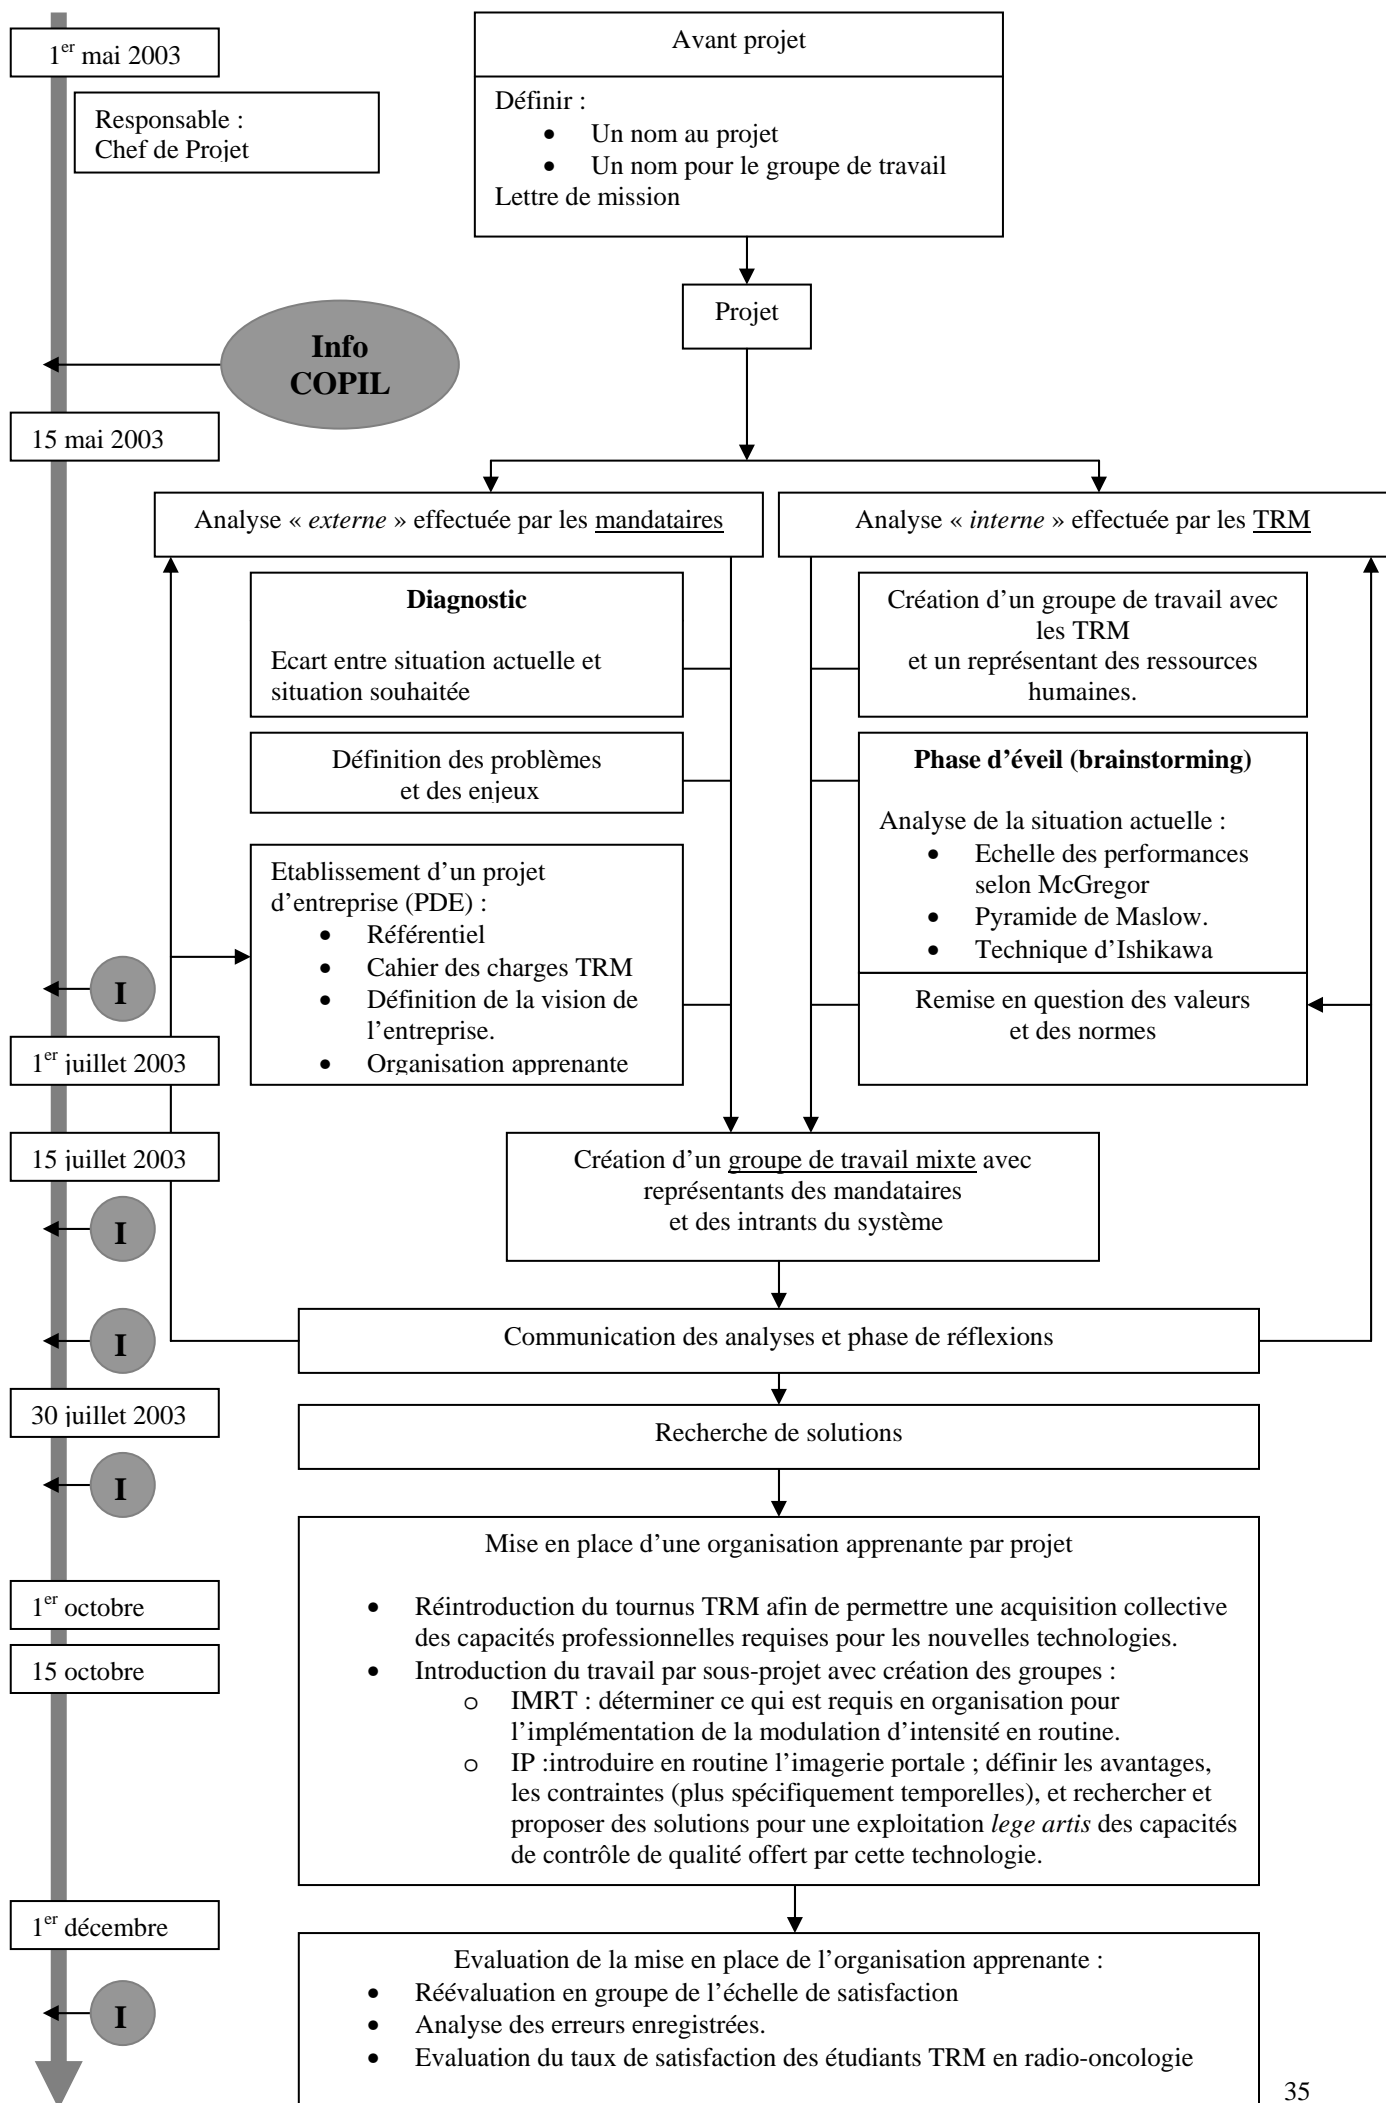 1er mai 2003
Avant projet
Responsable :
Chef de Projet
Définir :
• Un nom au projet
• Un nom pour le groupe de travail
Lettre de mission
Projet
Info
COPIL
15 mai 2003
Analyse « externe » effectuée par les mandataires
Analyse « interne » effectuée par les TRM
Diagnostic
Ecart entre situation actuelle et
situation souhaitée
Création d’un groupe de travail avec
les TRM
et un représentant des ressources
humaines.
Définition des problèmes
et des enjeux
Phase d’éveil (brainstorming)
Analyse de la situation actuelle :
• Echelle des performances
selon McGregor
• Pyramide de Maslow.
• Technique d’Ishikawa
Etablissement d’un projet
d’entreprise (PDE) :
• Référentiel
• Cahier des charges TRM
• Définition de la vision de
l’entreprise.
• Organisation apprenante
Remise en question des valeurs
et des normes
I
1er juillet 2003
15 juillet 2003
Création d’un groupe de travail mixte avec
représentants des mandataires
et des intrants du système
I
I
Communication des analyses et phase de réflexions
30 juillet 2003
Recherche de solutions
I
Mise en place d’une organisation apprenante par projet
1er octobre
15 octobre
• Réintroduction du tournus TRM afin de permettre une acquisition collective
des capacités professionnelles requises pour les nouvelles technologies.
• Introduction du travail par sous-projet avec création des groupes :
o IMRT : déterminer ce qui est requis en organisation pour
l’implémentation de la modulation d’intensité en routine.
o IP :introduire en routine l’imagerie portale ; définir les avantages,
les contraintes (plus spécifiquement temporelles), et rechercher et
proposer des solutions pour une exploitation lege artis des capacités
de contrôle de qualité offert par cette technologie.
1er décembre
Evaluation de la mise en place de l’organisation apprenante :
• Réévaluation en groupe de l’échelle de satisfaction
• Analyse des erreurs enregistrées.
• Evaluation du taux de satisfaction des étudiants TRM en radio-oncologie
I
35